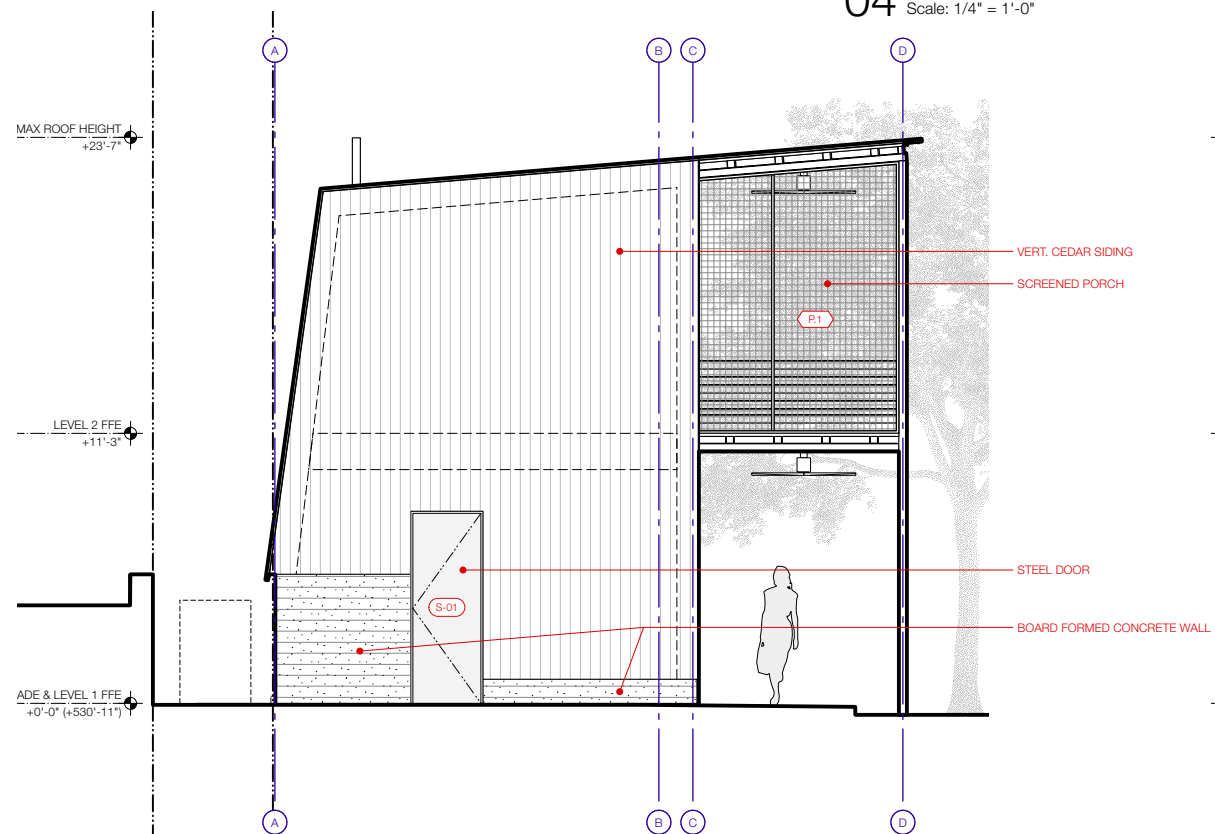 04 Scale: 1/4" = 1'-0"
A B C D
MAX ROOF HEIGHT
+23'-7"
VERT. CEDAR SIDING
SCREENED PORCH
P.1
LEVEL 2 FFE
+11'-3"
STEEL DOOR
S-01
BOARD FORMED CONCRETE WALL
ADE & LEVEL 1 FFE
+0'-0" (+530'-11")
A B C D